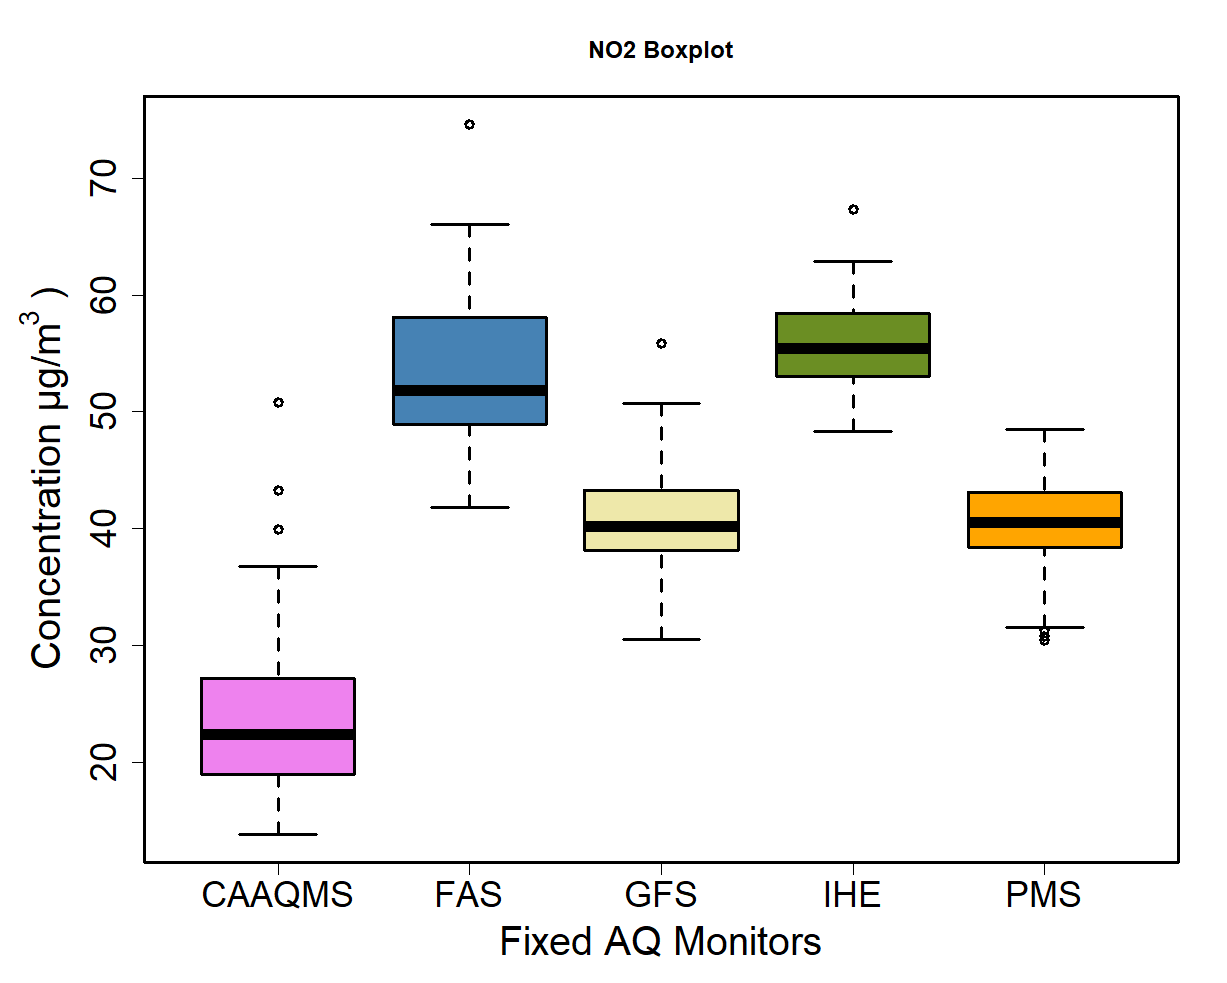 NO2 Boxplot
Concentration µg/m³ )
70
60
50
40
30
20
CAAQMS FAS GFS IHE PMS
Fixed AQ Monitors